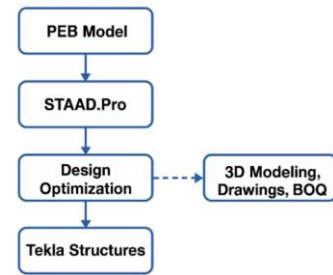 PEB Model
STAAD.Pro
Design
Optimization
3D Modeling,
Drawings, BOQ
Tekla Structures